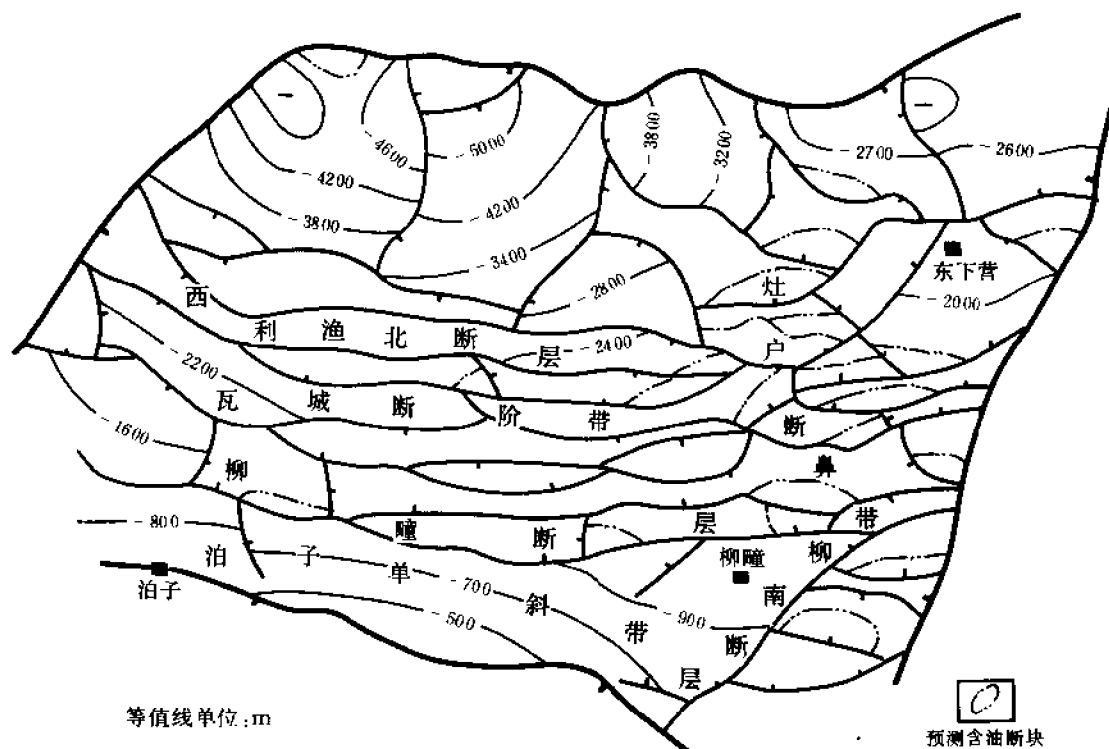 -4600
-5000
-3800
-3200
-2700
-2600
-4200
-4200
-3800
-3400
-2800
东下营
-2000
西利渔北断层
-2400
灶户断鼻带
-2200
瓦城断阶带
-1600
柳疃断层
-800
泊子单斜带
泊子
-700
-500
柳疃
-900
柳南断层
等值线单位:m
预测含油断块